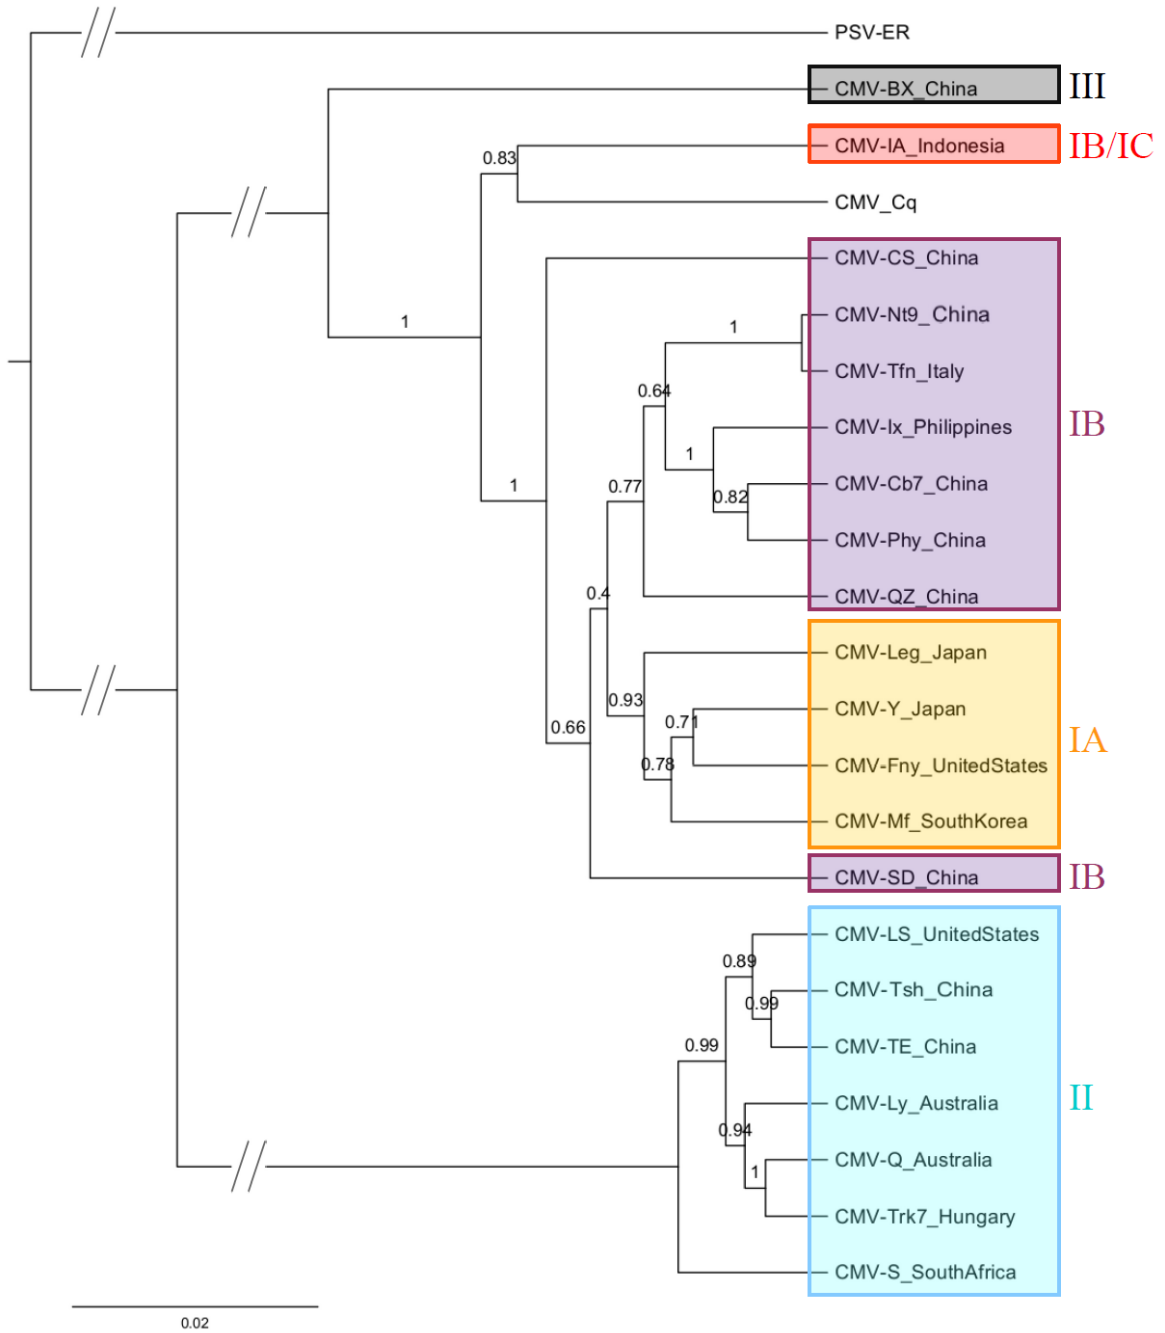 PSV-ER
CMV-BX_China III
CMV-IA_Indonesia IB/IC
0.83
CMV_Cq
CMV-CS_China
CMV-Nt9_China
1
1
CMV-Tfn_Italy
0.64
CMV-Ix_Philippines IB
1
CMV-Cb7_China
0.77
0.82
1
CMV-Phy_China
0.4
CMV-QZ_China
CMV-Leg_Japan
0.93
CMV-Y_Japan
0.71
0.66
IA
0.78
CMV-Fny_UnitedStates
CMV-Mf_SouthKorea
CMV-SD_China IB
CMV-LS_UnitedStates
0.89
CMV-Tsh_China
0.99
0.99
CMV-TE_China
CMV-Ly_Australia II
0.94
CMV-Q_Australia
1
CMV-Trk7_Hungary
CMV-S_SouthAfrica
0.02